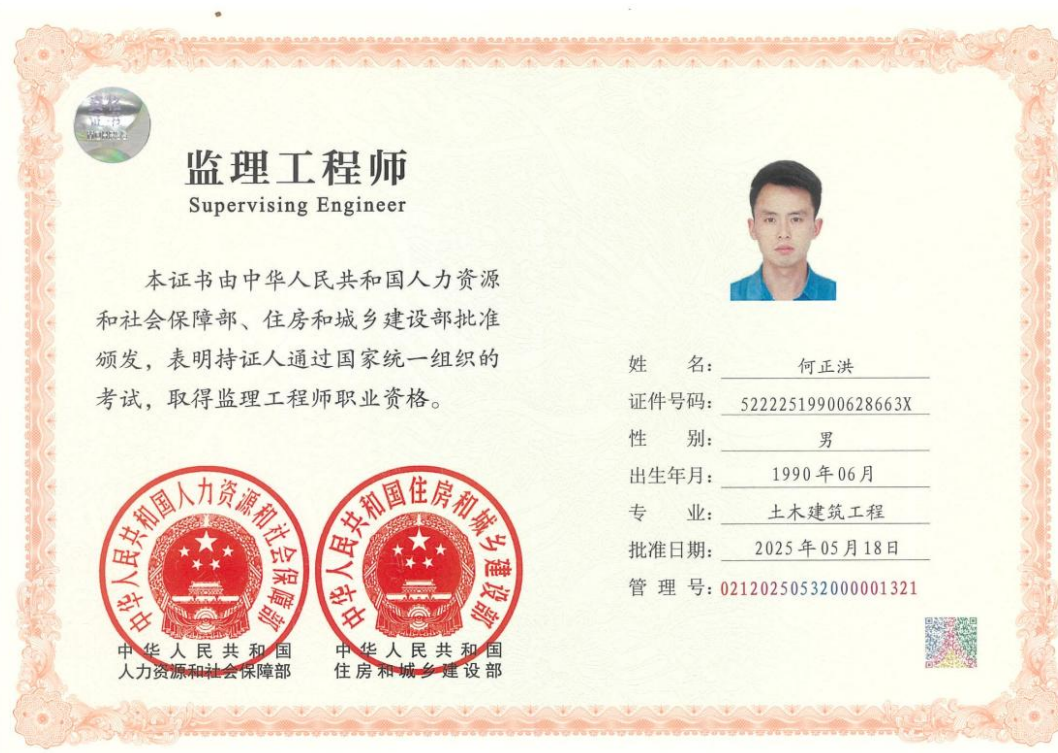 监理工程师
Supervising Engineer
本证书由中华人民共和国人力资源
和社会保障部、住房和城乡建设部批准
颁发，表明持证人通过国家统一组织的
考试，取得监理工程师职业资格。
中华人民共和国人力资源和社会保障部
中华人民共和国住房和城乡建设部
中华人民共和国
人力资源和社会保障部
中华人民共和国
住房和城乡建设部
姓 名： 何正洪
证件号码： 52222519900628663X
性 别： 男
出生年月： 1990年06月
专 业： 土木建筑工程
批准日期： 2025年05月18日
管 理 号：02120250532000001321